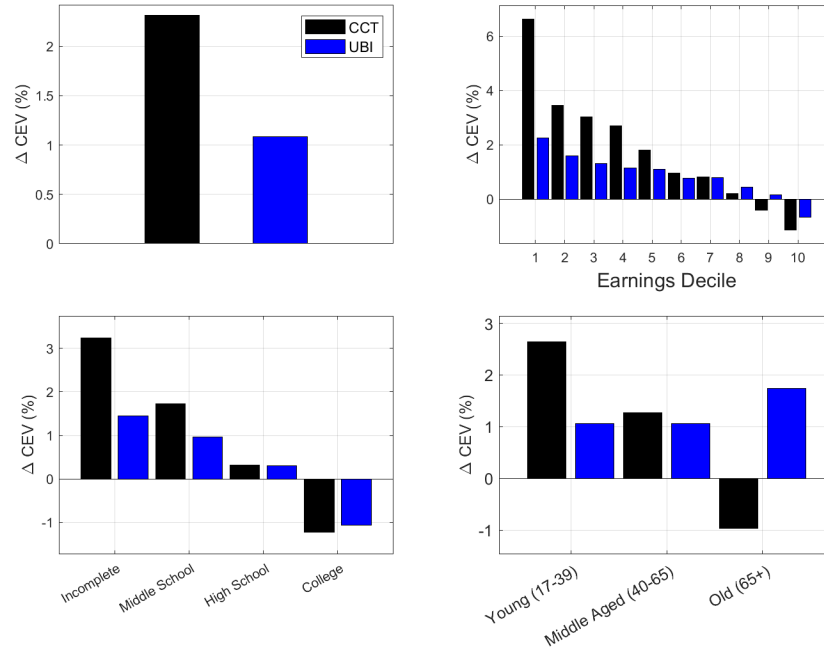 Δ CEV (%)
2
1.5
1
0.5
0
CCT
UBI
Δ CEV (%)
6
4
2
0
1 2 3 4 5 6 7 8 9 10
Earnings Decile
Δ CEV (%)
3
2
1
0
-1
Incomplete
Middle School
High School
College
Δ CEV (%)
3
2
1
0
-1
Young (17-39)
Middle Aged (40-65)
Old (65+)